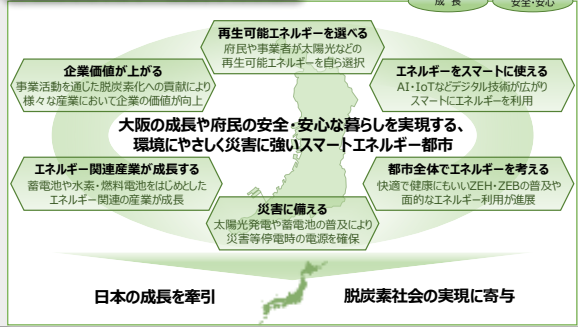 成 長
安全・安心
再生可能エネルギーを選べる
府民や事業者が太陽光などの
再生可能エネルギーを自ら選択
企業価値が上がる
事業活動を通じた脱炭素化への貢献により
様々な産業において企業の価値が向上
エネルギーをスマートに使える
AI・IoTなどデジタル技術が広がり
スマートにエネルギーを利用
大阪の成長や府民の安全・安心な暮らしを実現する、
環境にやさしく災害に強いスマートエネルギー都市
エネルギー関連産業が成長する
蓄電池や水素・燃料電池をはじめとした
エネルギー関連の産業が成長
都市全体でエネルギーを考える
快適で健康にもいいZEH・ZEBの普及や
面的なエネルギー利用が進展
災害に備える
太陽光発電や蓄電池の普及により
災害等停電時の電源を確保
日本の成長を牽引
脱炭素社会の実現に寄与